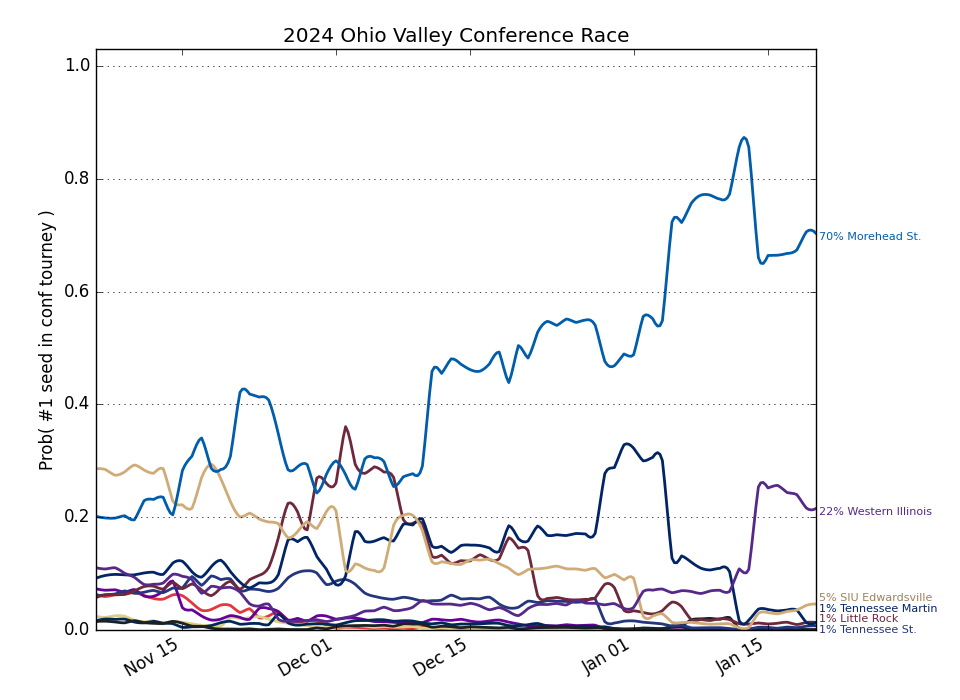 2024 Ohio Valley Conference Race
Prob( #1 seed in conf tourney )
1.0
0.8
0.6
0.4
0.2
0.0
70% Morehead St.
22% Western Illinois
5% SIU Edwardsville
1% Tennessee Martin
1% Little Rock
1% Tennessee St.
Nov 15
Dec 01
Dec 15
Jan 01
Jan 15